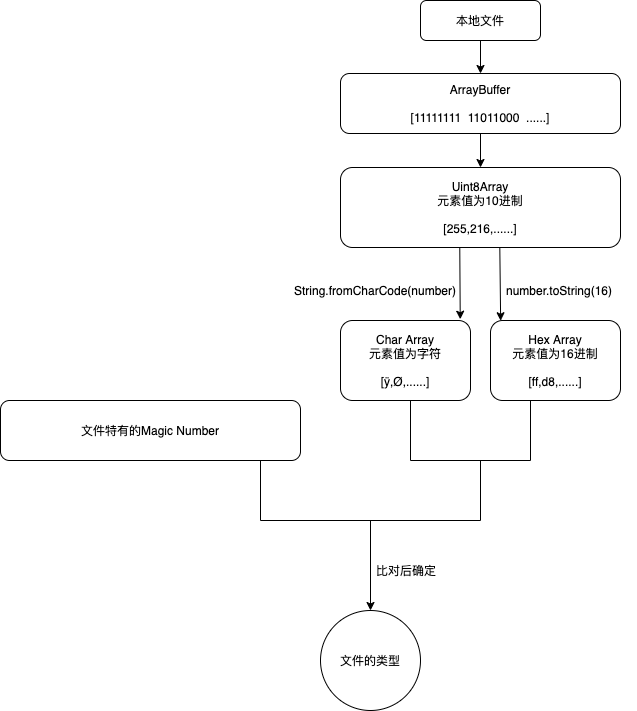 本地文件
ArrayBuffer
[11111111  11011000  ......]
Uint8Array
元素值为10进制
[255,216,......]
String.fromCharCode(number)
number.toString(16)
Char Array
元素值为字符
[ÿ,Ø,......]
Hex Array
元素值为16进制
[ff,d8,......]
文件特有的Magic Number
比对后确定
文件的类型